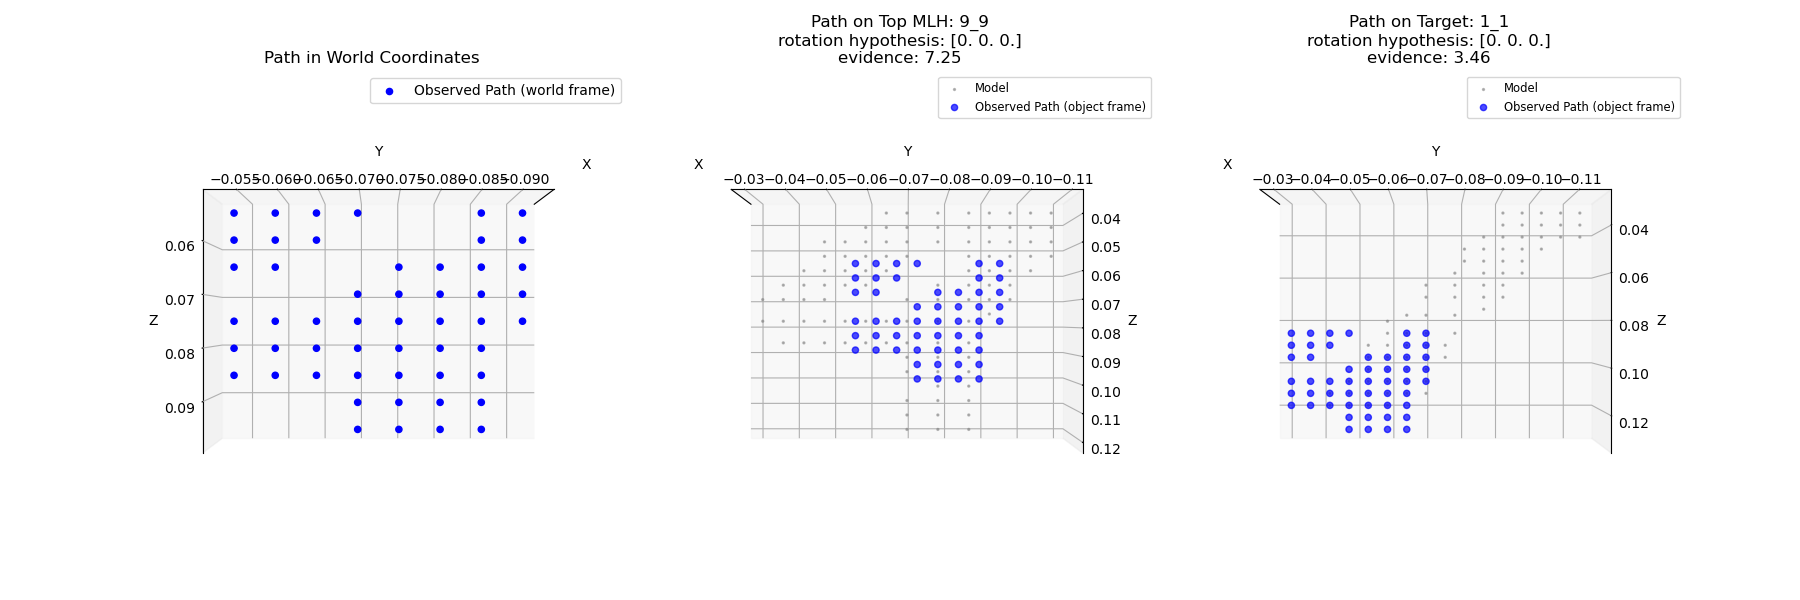 Path in World Coordinates
Observed Path (world frame)
Y
X
−0.055 −0.060 −0.065 −0.070 −0.075 −0.080 −0.085 −0.090
0.06
0.07
Z
0.08
0.09
Path on Top MLH: 9_9
rotation hypothesis: [0. 0. 0.]
evidence: 7.25
Model
Observed Path (object frame)
Y
X
−0.03 −0.04 −0.05 −0.06 −0.07 −0.08 −0.09 −0.10 −0.11
0.04
0.05
0.06
0.07
Z
0.08
0.09
0.10
0.11
0.12
Path on Target: 1_1
rotation hypothesis: [0. 0. 0.]
evidence: 3.46
Model
Observed Path (object frame)
Y
X
−0.03 −0.04 −0.05 −0.06 −0.07 −0.08 −0.09 −0.10 −0.11
0.04
0.06
Z
0.08
0.10
0.12